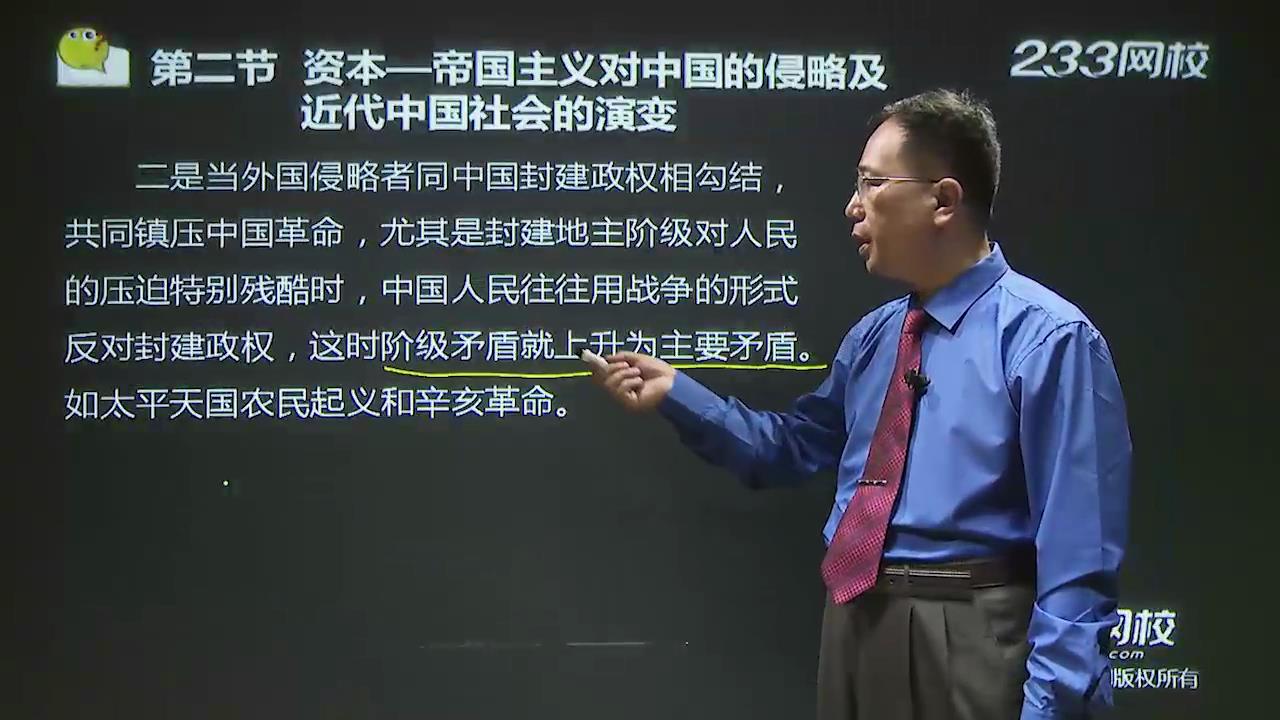 第二节 资本—帝国主义对中国的侵略及
近代中国社会的演变
233网校
二是当外国侵略者同中国封建政权相勾结，
共同镇压中国革命，尤其是封建地主阶级对人民
的压迫特别残酷时，中国人民往往用战争的形式
反对封建政权，这时阶级矛盾就上升为主要矛盾。
如太平天国农民起义和辛亥革命。
网校
.com
版权所有